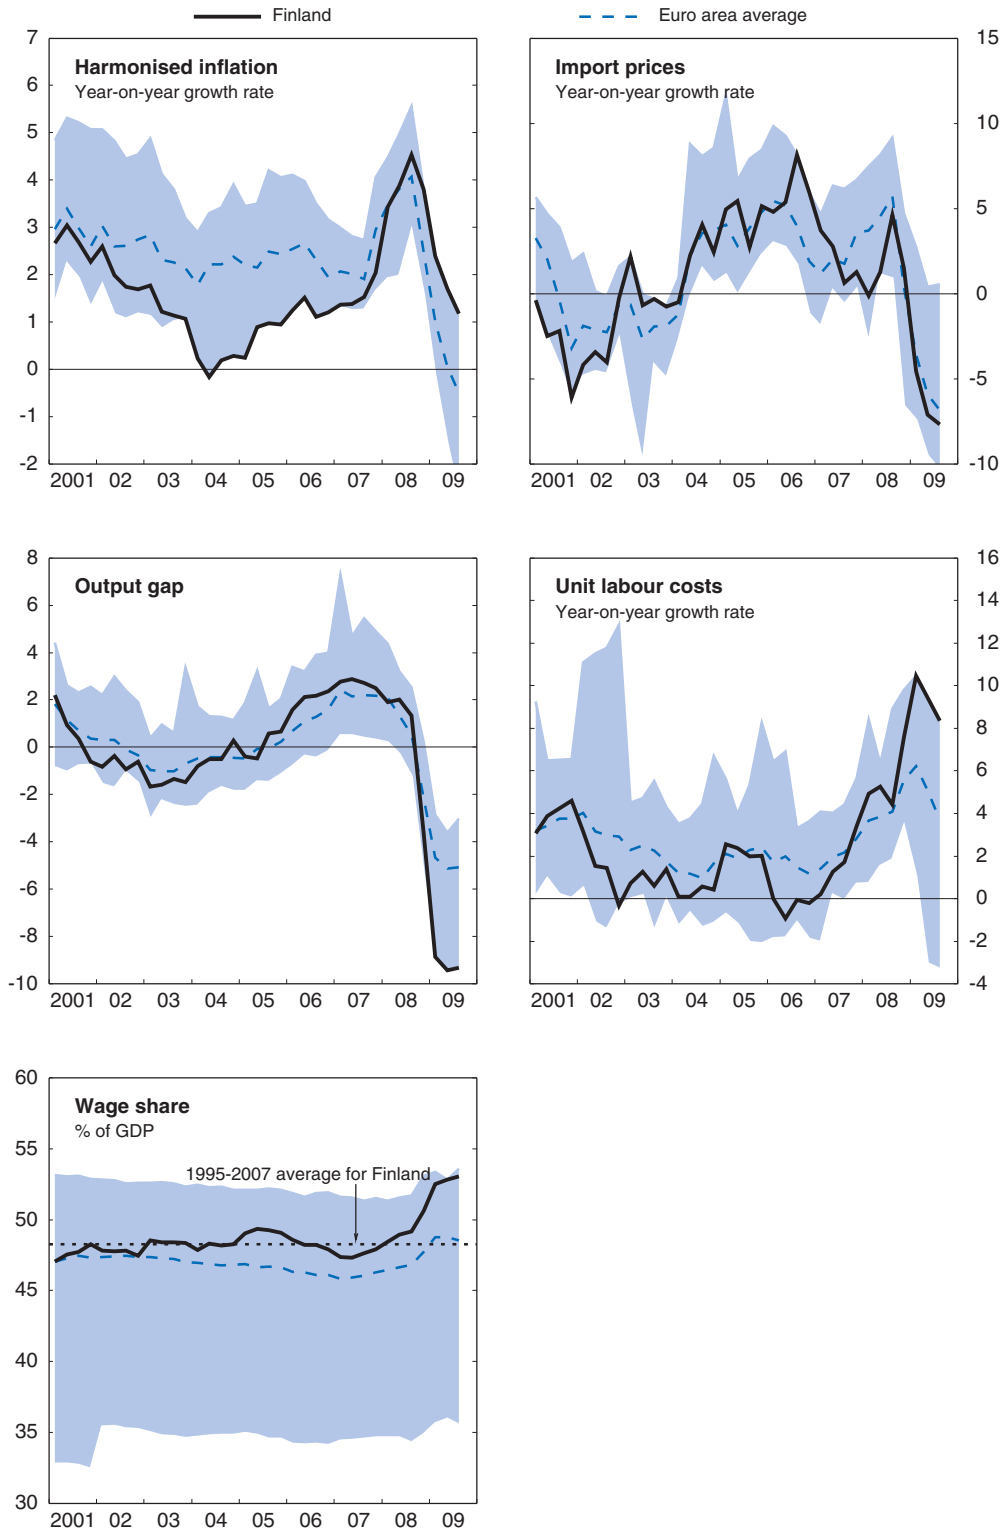 Finland
Euro area average
Harmonised inflation
Year-on-year growth rate
7
6
5
4
3
2
1
0
-1
-2
2001 02 03 04 05 06 07 08 09
Import prices
Year-on-year growth rate
15
10
5
0
-5
-10
2001 02 03 04 05 06 07 08 09
Output gap
8
6
4
2
0
-2
-4
-6
-8
-10
2001 02 03 04 05 06 07 08 09
Unit labour costs
Year-on-year growth rate
16
14
12
10
8
6
4
2
0
-2
-4
2001 02 03 04 05 06 07 08 09
Wage share
% of GDP
1995-2007 average for Finland
60
55
50
45
40
35
30
2001 02 03 04 05 06 07 08 09